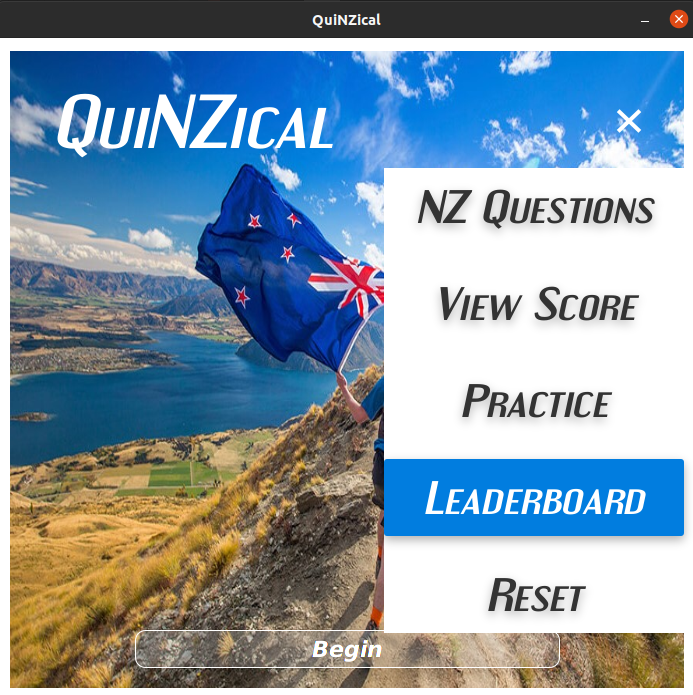 QuiNZical
QuiNZical
NZ Questions
View Score
Practice
Leaderboard
Reset
Begin